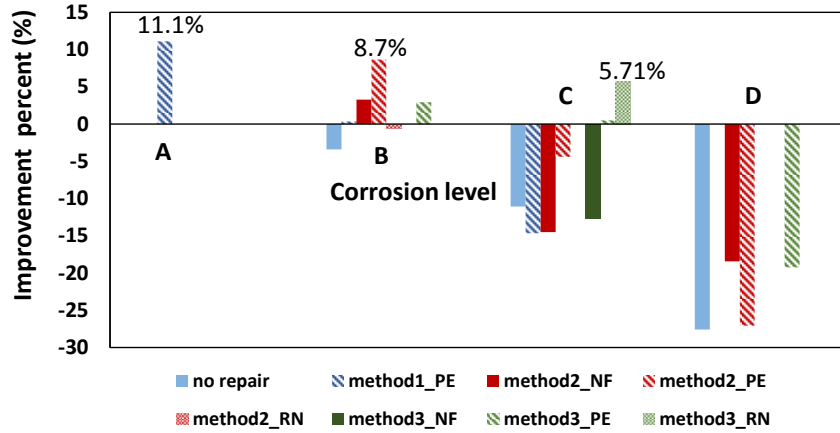 Improvement percent (%)
15
10
5
0
-5
-10
-15
-20
-25
-30
11.1%
8.7%
5.71%
A
B
C
D
Corrosion level
no repair
method1_PE
method2_NF
method2_PE
method2_RN
method3_NF
method3_PE
method3_RN